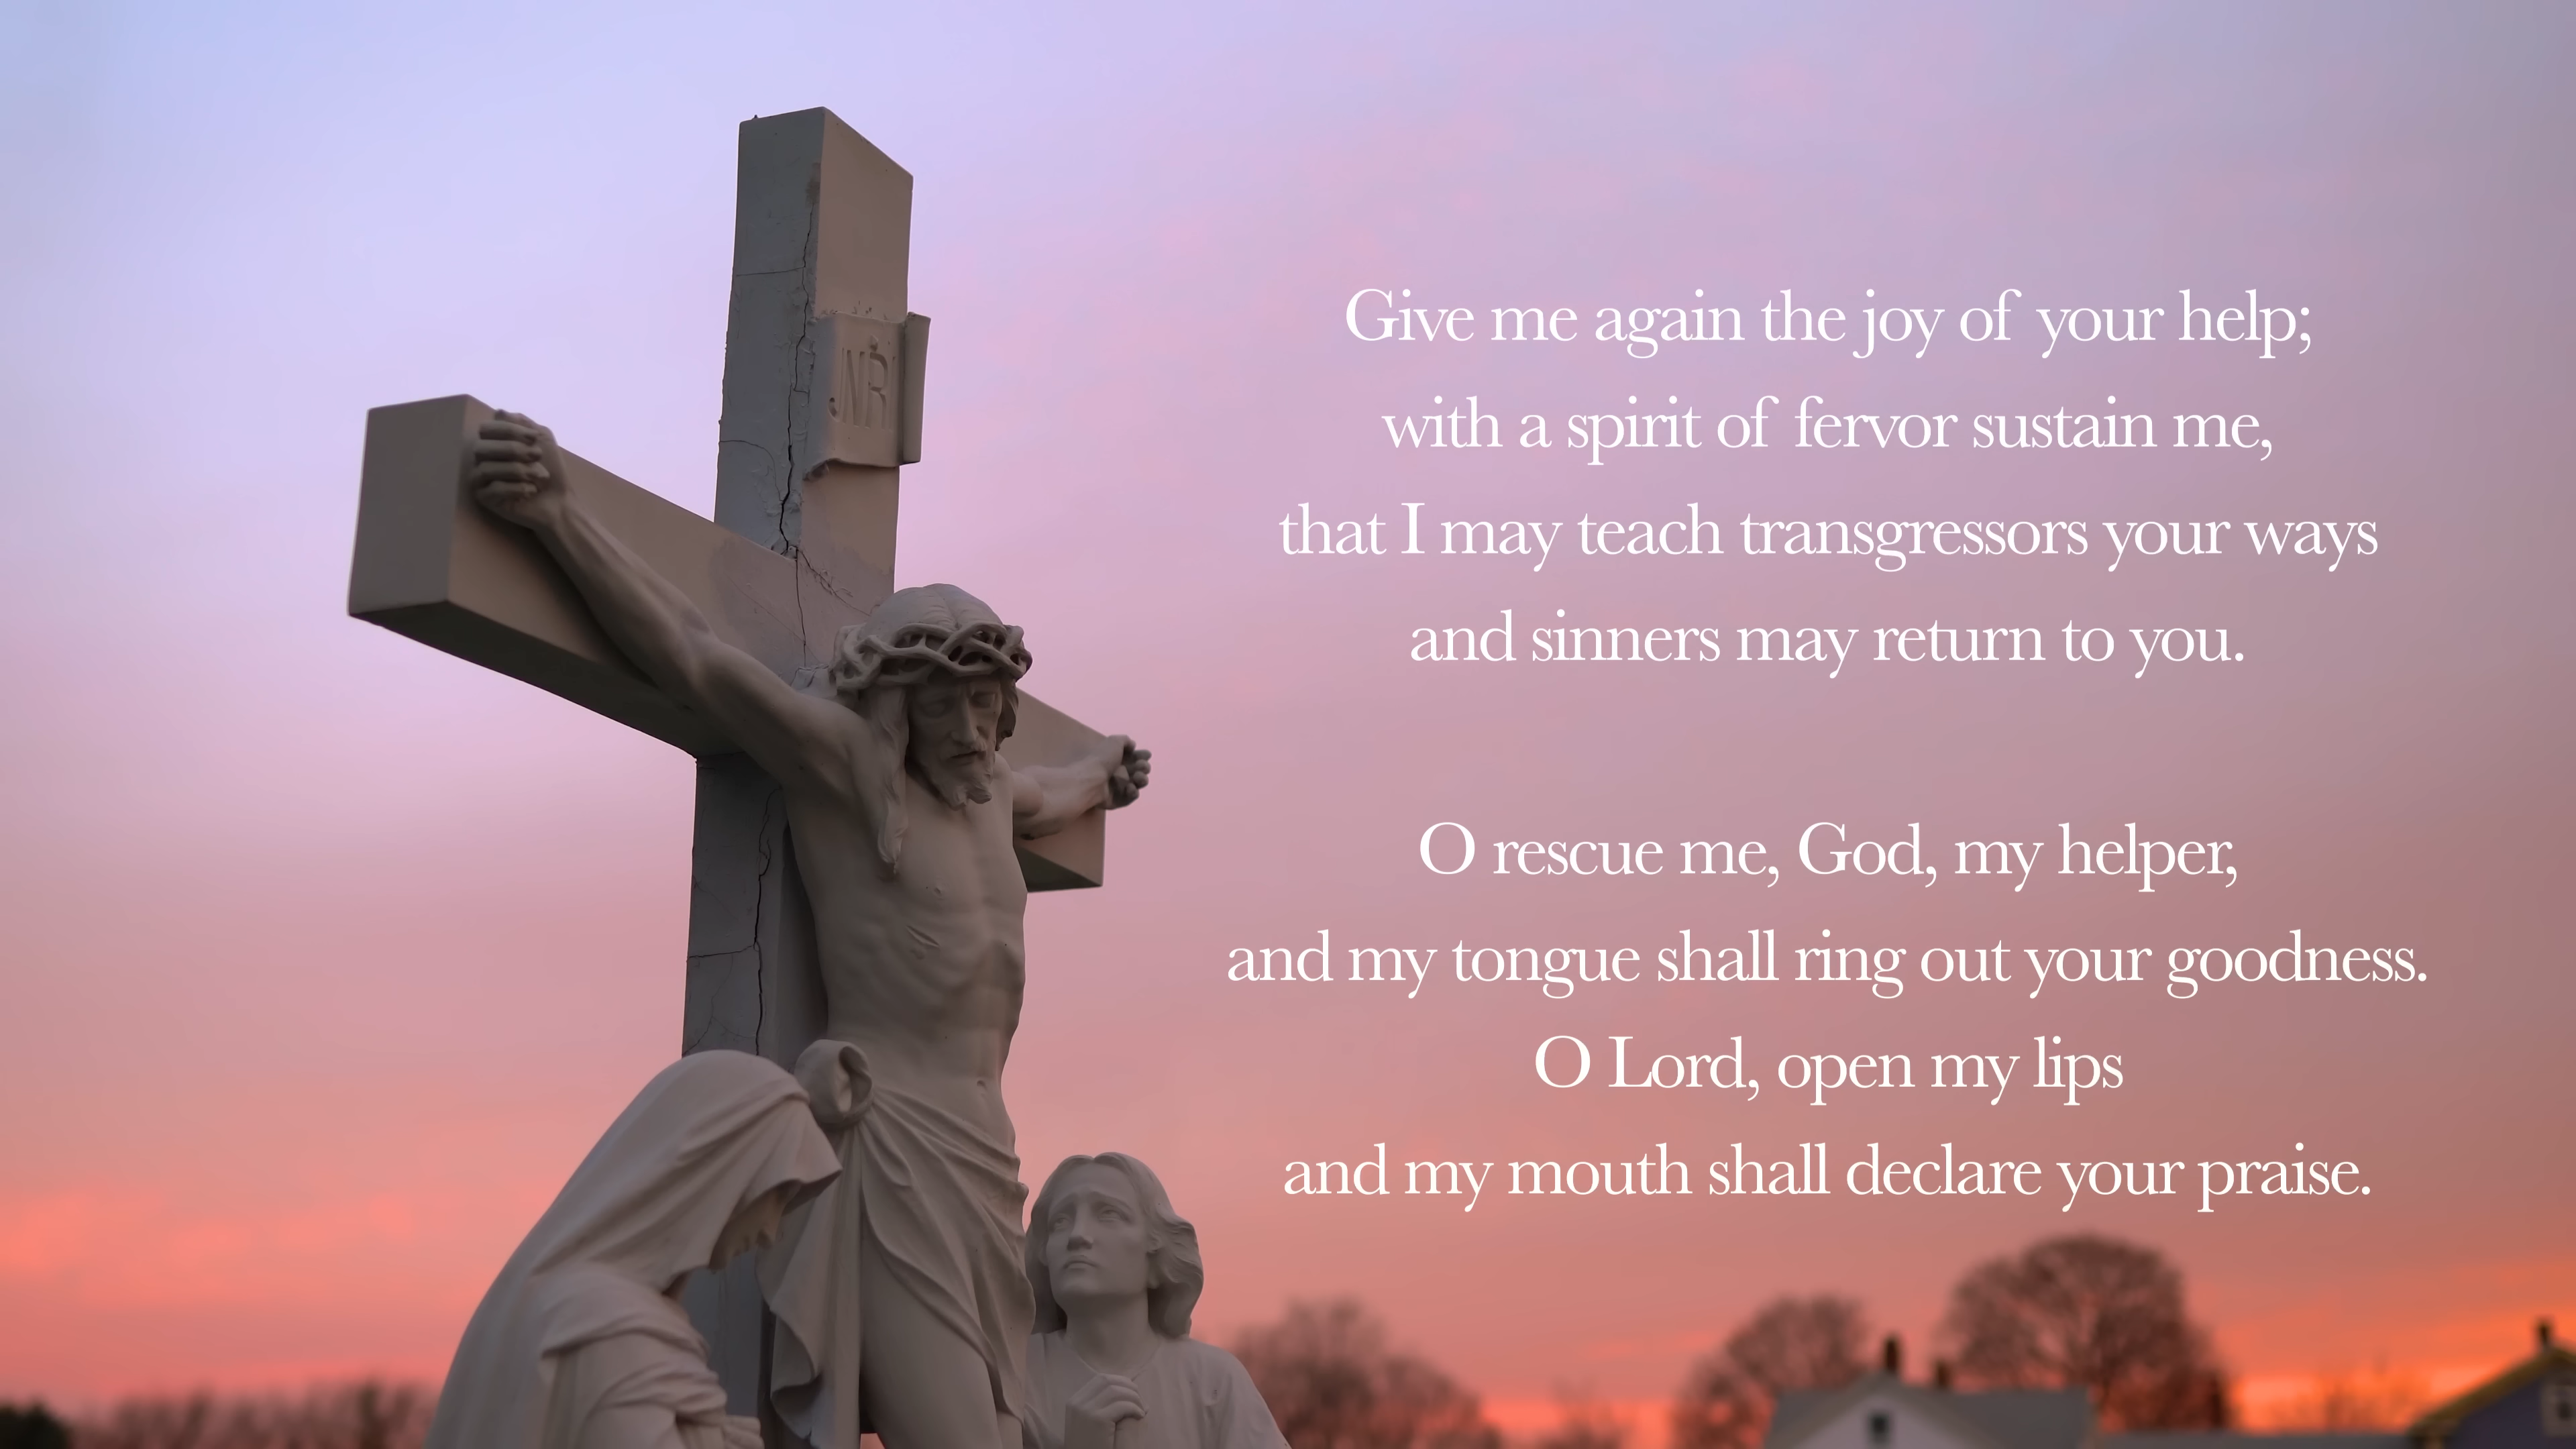 JNRI
Give me again the joy of your help;
with a spirit of fervor sustain me,
that I may teach transgressors your ways
and sinners may return to you.
O rescue me, God, my helper,
and my tongue shall ring out your goodness.
O Lord, open my lips
and my mouth shall declare your praise.